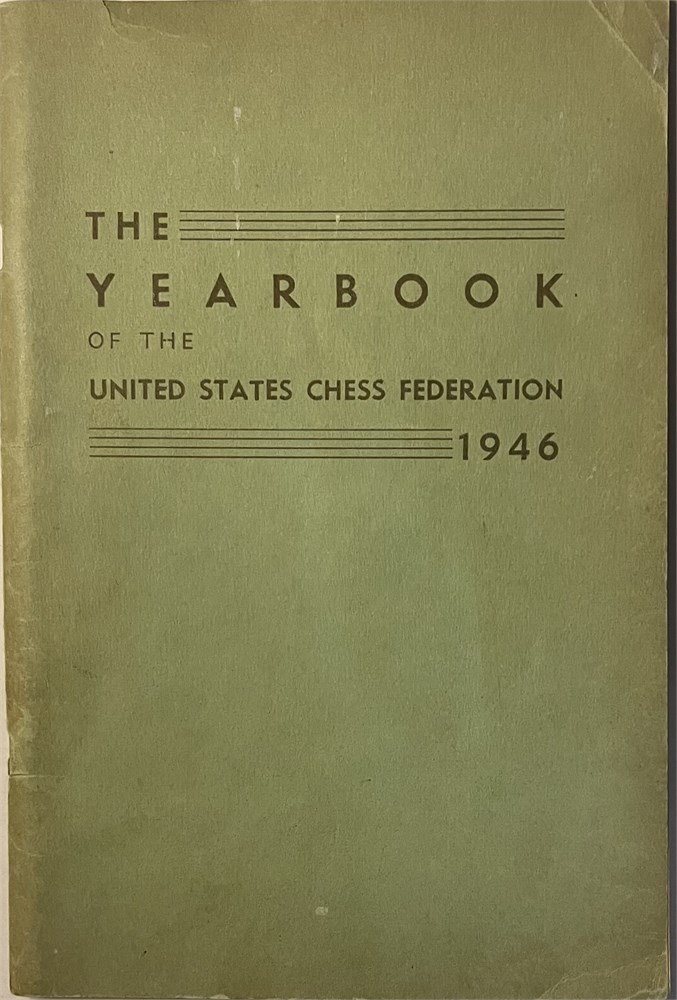 THE
YEARBOOK
OF THE
UNITED STATES CHESS FEDERATION
1946